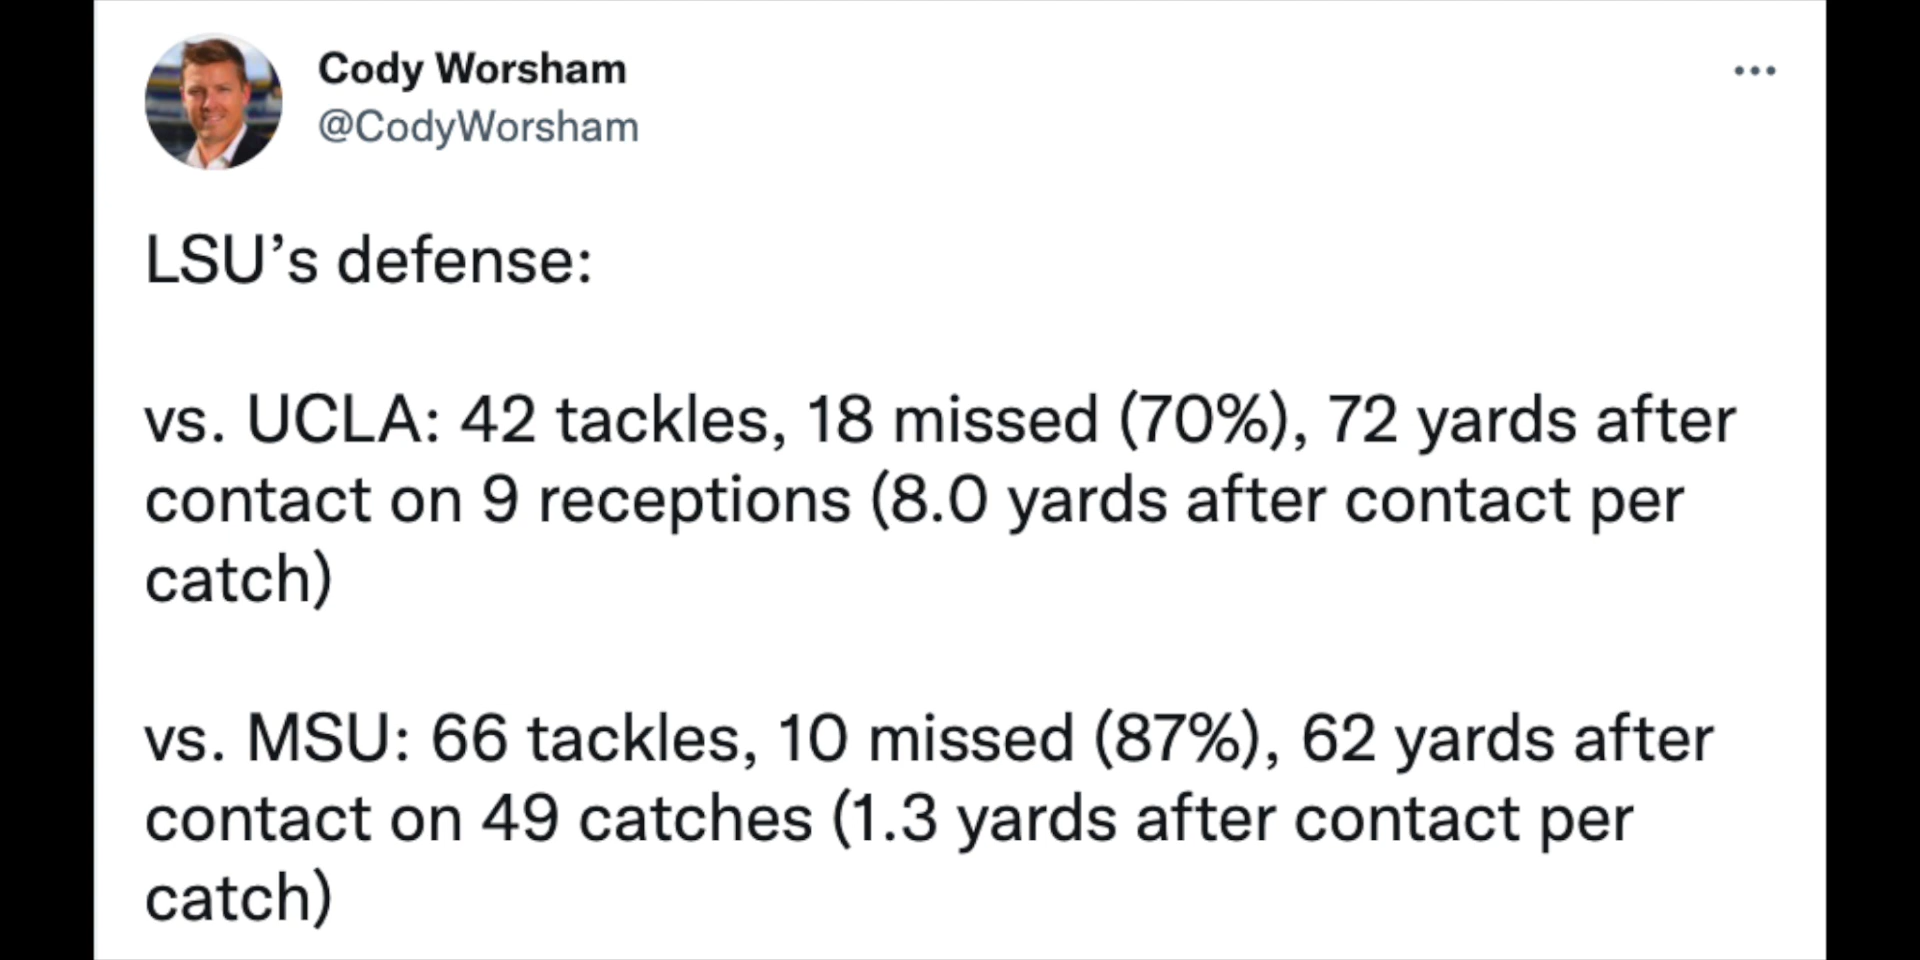 Cody Worsham
@CodyWorsham
LSU’s defense:
vs. UCLA: 42 tackles, 18 missed (70%), 72 yards after
contact on 9 receptions (8.0 yards after contact per
catch)
vs. MSU: 66 tackles, 10 missed (87%), 62 yards after
contact on 49 catches (1.3 yards after contact per
catch)